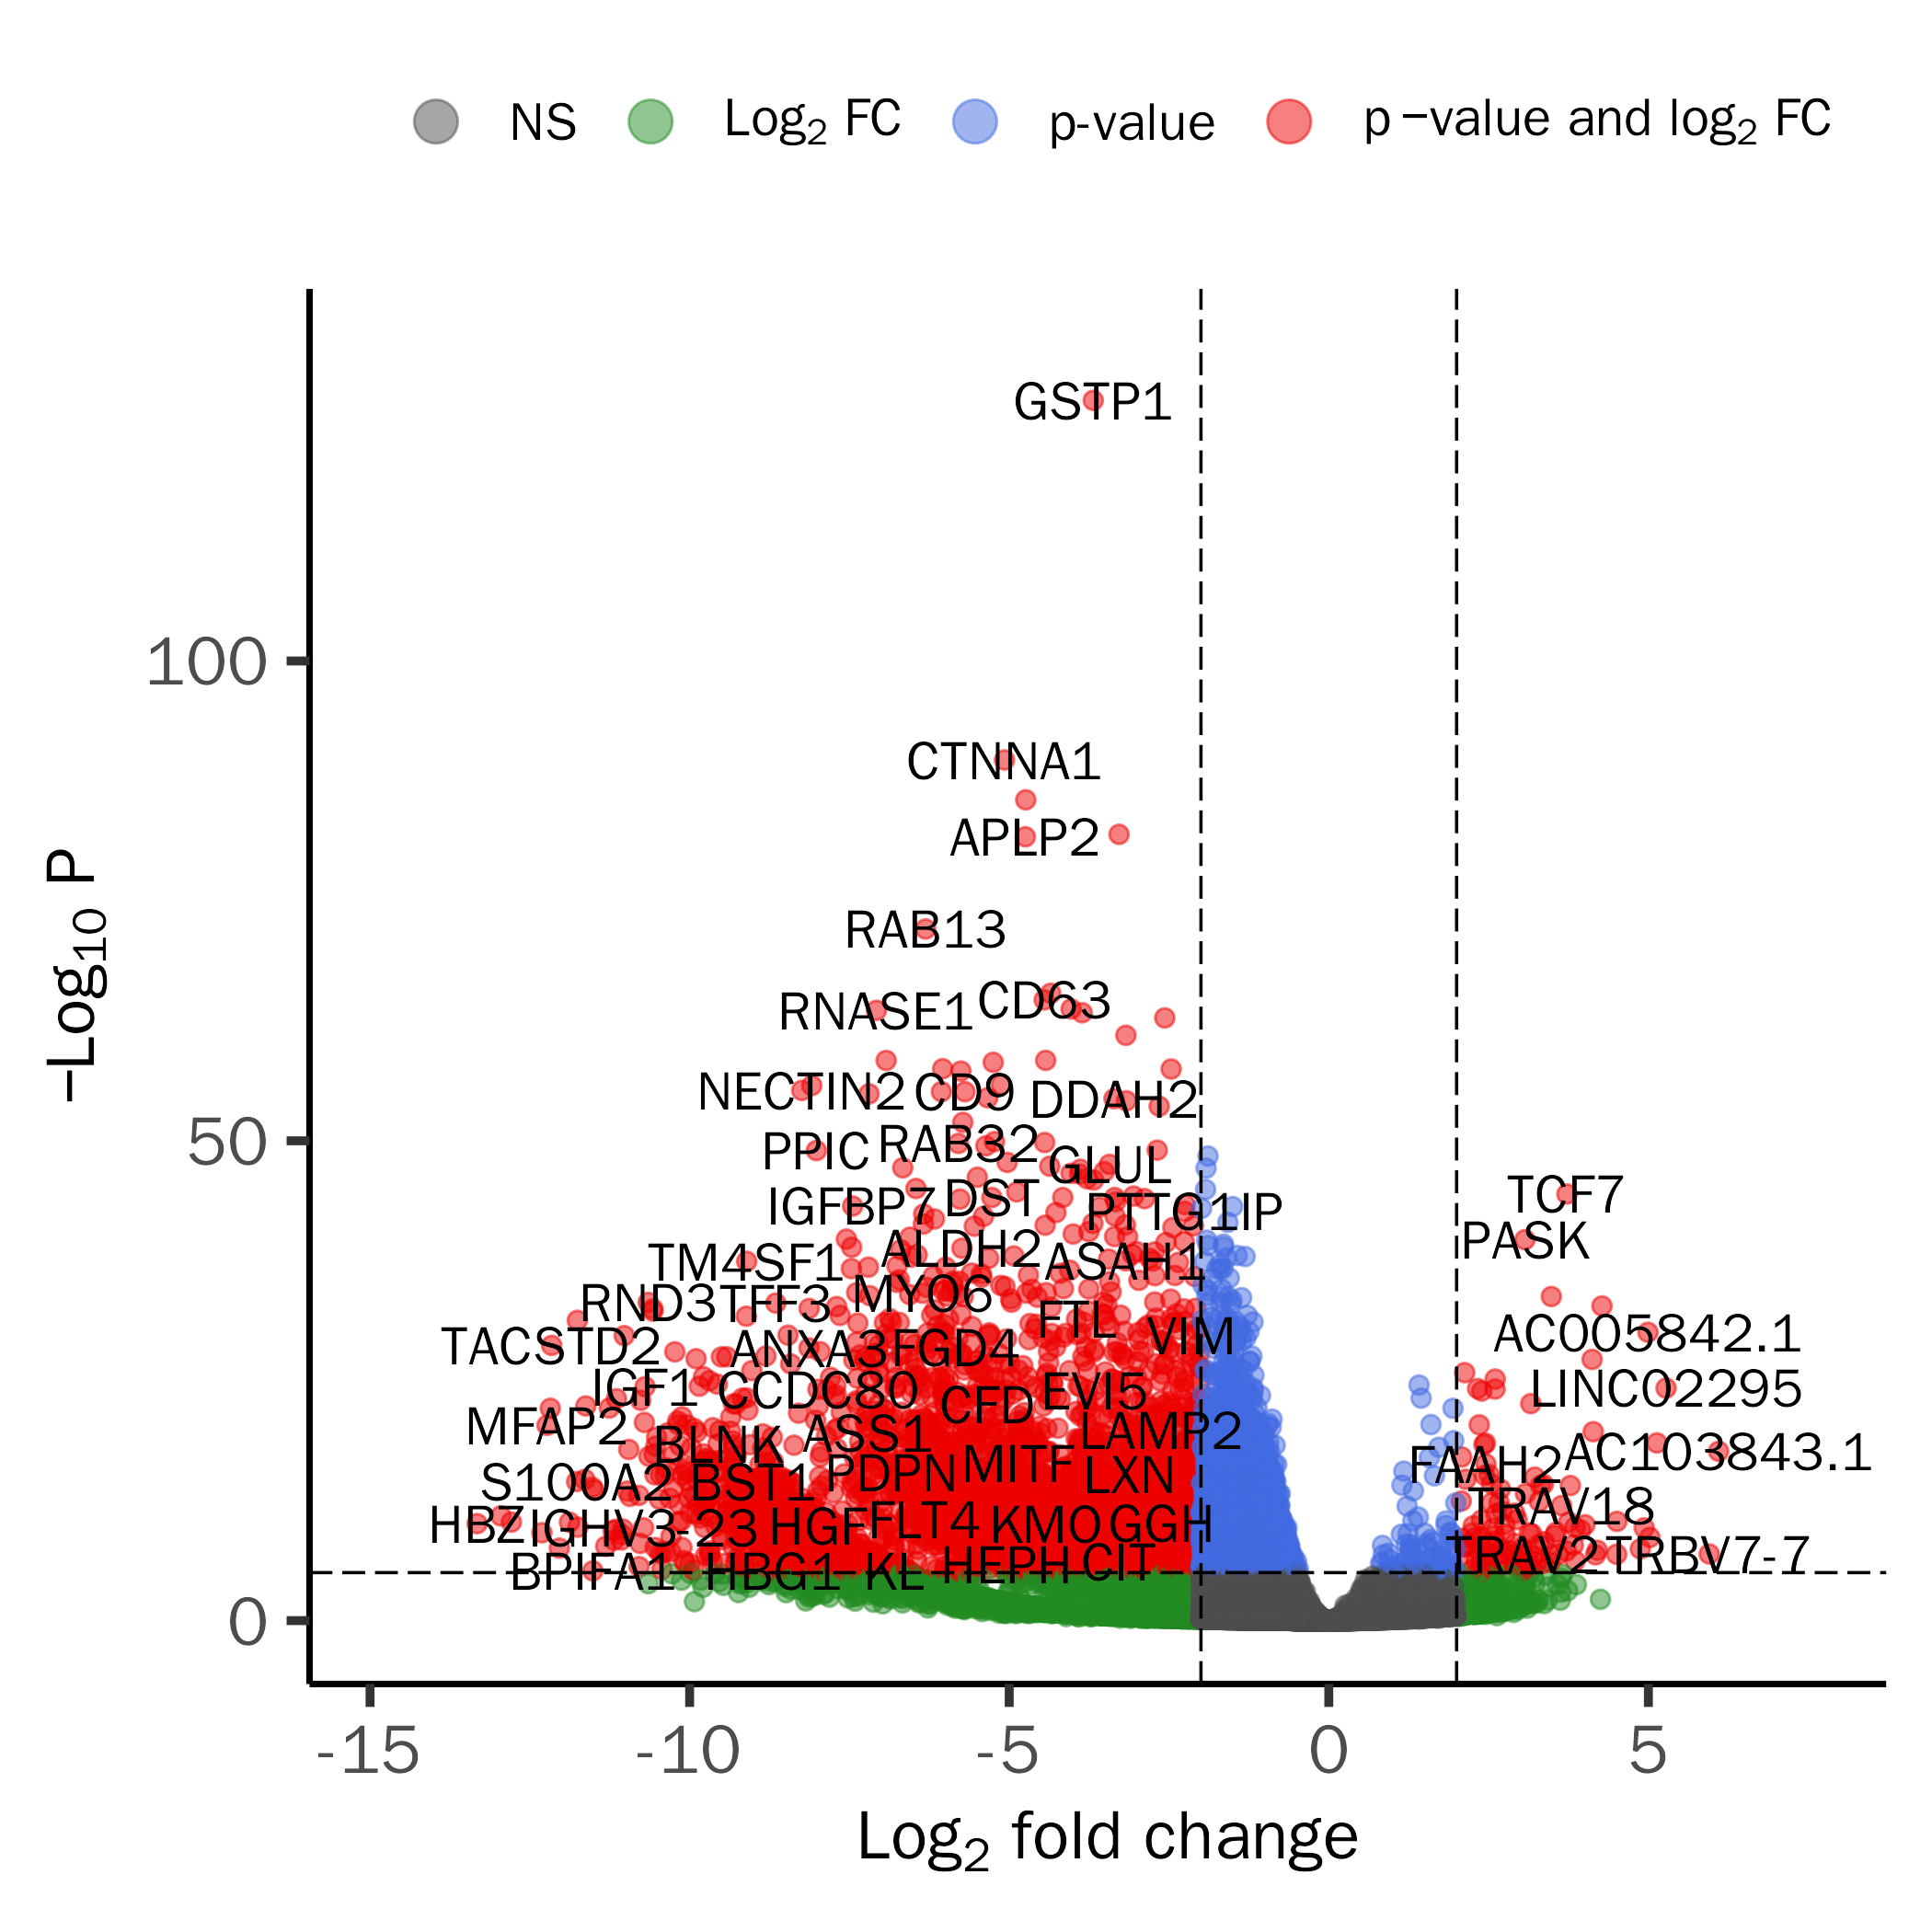 NS Log2 FC p-value p −value and log2 FC
GSTP1
100
CTNNA1
APLP2
RAB13
CD63
RNASE1
NECTIN2 CD9 DDAH2
50
PPIC RAB32 GLUL
TCF7
IGFBP7 DST PTTG1IP
PASK
TM4SF1 ALDH2 ASAH1
RND3 TFF3 MYO6
FTL VIM AC005842.1
TACSTD2 ANXA3 FGD4
IGF1 CCDC80 CFD EVI5 LINC02295
MFAP2 BLNK ASS1 LAMP2
PDPN MITF LXN FAAH2 AC103843.1
S100A2 BST1
TRAV18
HBZ IGHV3-23 HGF FLT4 KMO GGH
BPIFA1 HBG1 KL HEPH CIT TRAV2 TRBV7-7
0
−Log10 P
-15 -10 -5 0 5
Log2 fold change